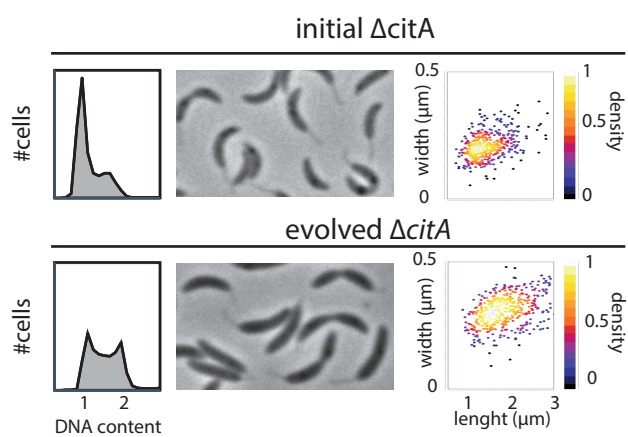 initial ΔcitA
#cells
width (µm)
0.5
0
1
0.5
0
density
evolved ΔcitA
#cells
1 2
DNA content
width (µm)
0.5
0
1 2 3
lenght (µm)
1
0.5
0
density